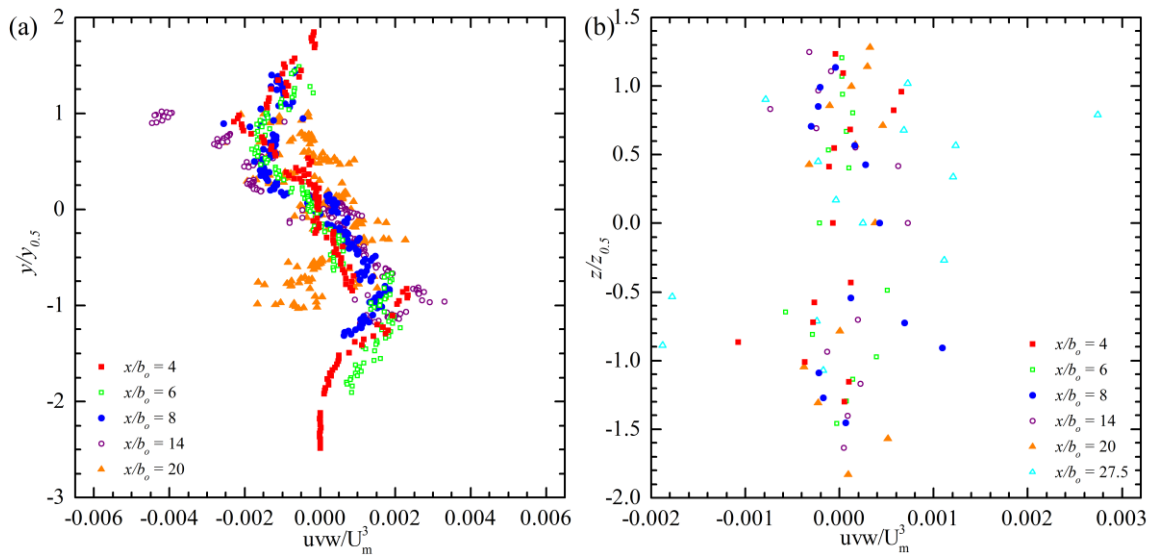 (a)
2
1
0
-1
-2
-3
y/y0.5
x/bo = 4
x/bo = 6
x/bo = 8
x/bo = 14
x/bo = 20
-0.006 -0.004 -0.002 0.000 0.002 0.004 0.006
uvw/U³m
(b)
1.5
1.0
0.5
0.0
-0.5
-1.0
-1.5
-2.0
z/z0.5
x/bo = 4
x/bo = 6
x/bo = 8
x/bo = 14
x/bo = 20
x/bo = 27.5
-0.002 -0.001 0.000 0.001 0.002 0.003
uvw/U³m